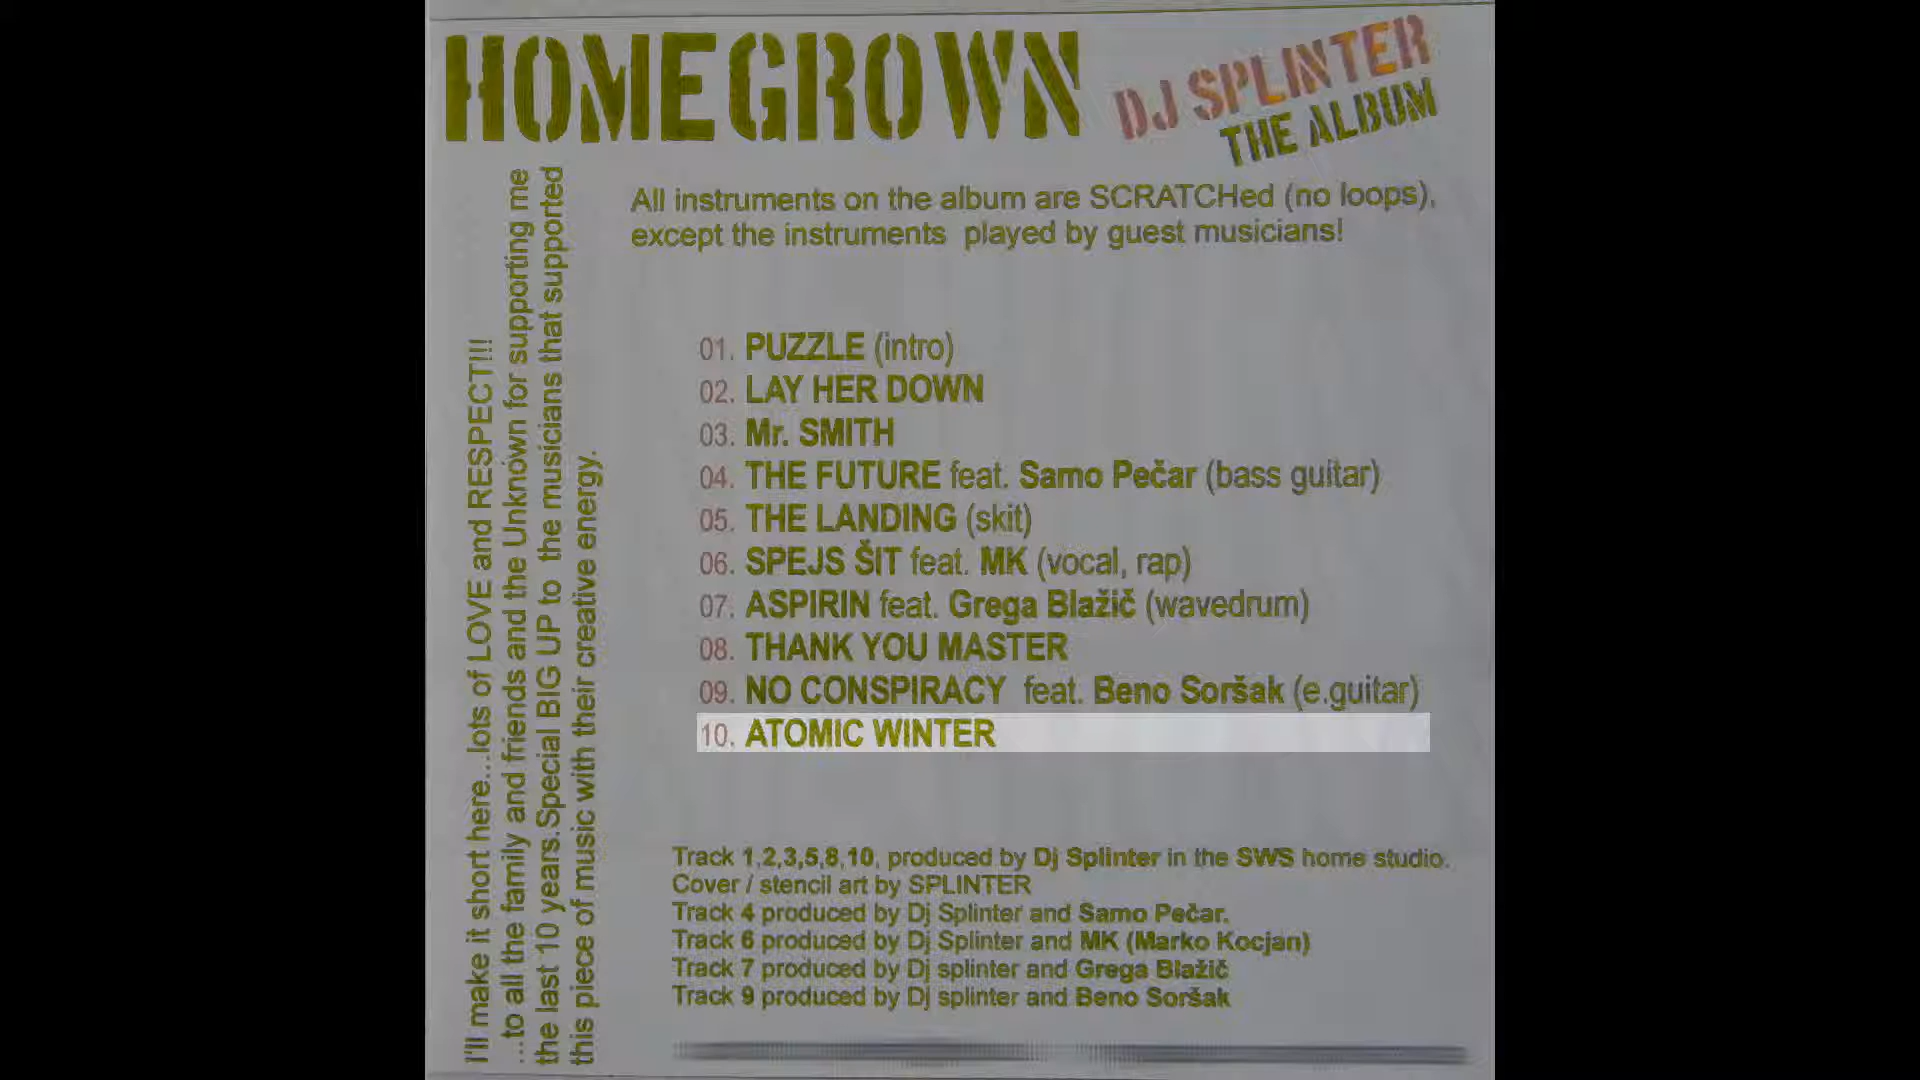 HOMEGROWN
DJ SPLINTER
THE ALBUM
All instruments on the album are SCRATCHed (no loops),
except the instruments played by guest musicians!
01. PUZZLE (intro)
02. LAY HER DOWN
03. Mr. SMITH
04. THE FUTURE feat. Samo Pečar (bass guitar)
05. THE LANDING (skit)
06. SPEJS ŠIT feat. MK (vocal, rap)
07. ASPIRIN feat. Grega Blažič (wavedrum)
08. THANK YOU MASTER
09. NO CONSPIRACY feat. Beno Soršak (e.guitar)
10. ATOMIC WINTER
Track 1,2,3,5,8,10, produced by Dj Splinter in the SWS home studio.
Cover / stencil art by SPLINTER
Track 4 produced by Dj Splinter and Samo Pečar.
Track 6 produced by Dj Splinter and MK (Marko Kocjan)
Track 7 produced by Dj splinter and Grega Blažič
Track 9 produced by Dj splinter and Beno Soršak
I'll make it short here...lots of LOVE and RESPECT!!!
...to all the family and friends and the Unknown for supporting me
the last 10 years.Special BIG UP to the musicians that supported
this piece of music with their creative energy.